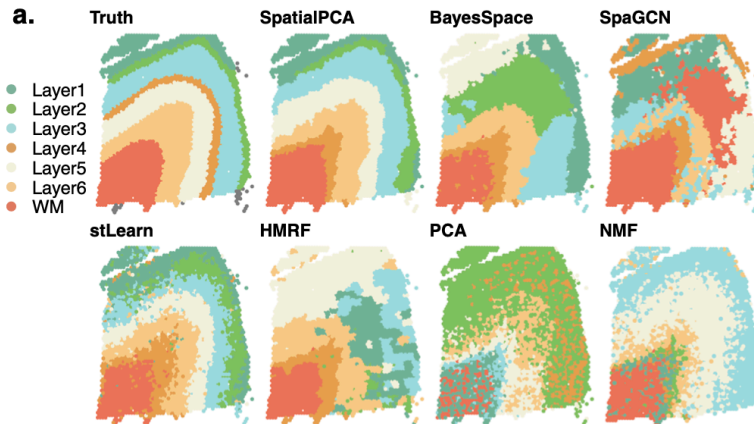 a.
Truth
SpatialPCA
BayesSpace
SpaGCN
Layer1
Layer2
Layer3
Layer4
Layer5
Layer6
WM
stLearn
HMRF
PCA
NMF